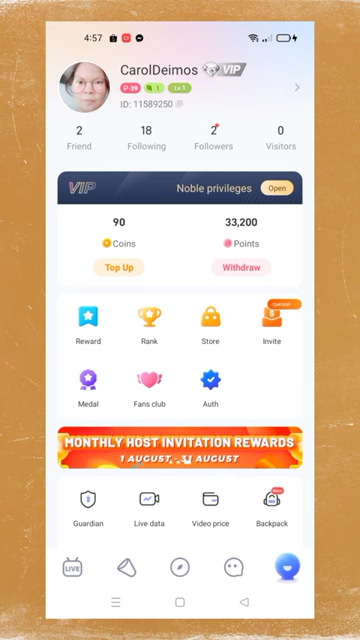 4:57
CarolDeimos VIP
39 1 Lv.1
ID: 11589250
2 18 2 0
Friend Following Followers Visitors
VIP Noble privileges Open
90 33,200
Coins Points
Top Up Withdraw
Reward Rank Store Invite
Medal Fans club Auth
MONTHLY HOST INVITATION REWARDS
1 AUGUST - 31 AUGUST
Guardian Live data Video price Backpack
LIVE